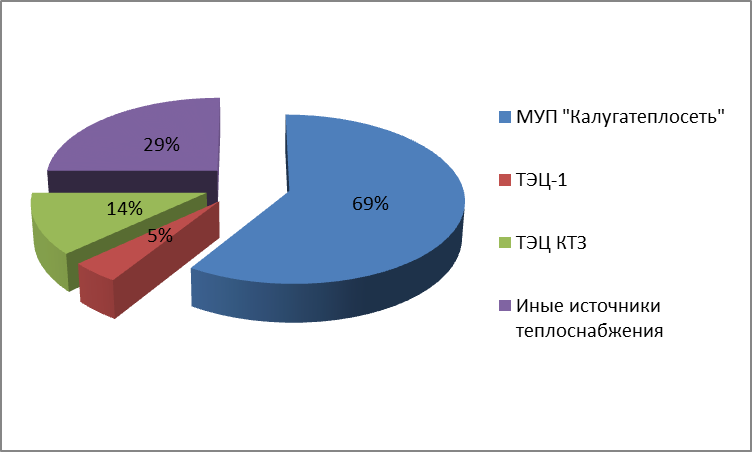 29%
69%
14%
5%
МУП "Калугатеплосеть"
ТЭЦ-1
ТЭЦ КТЗ
Иные источники
теплоснабжения